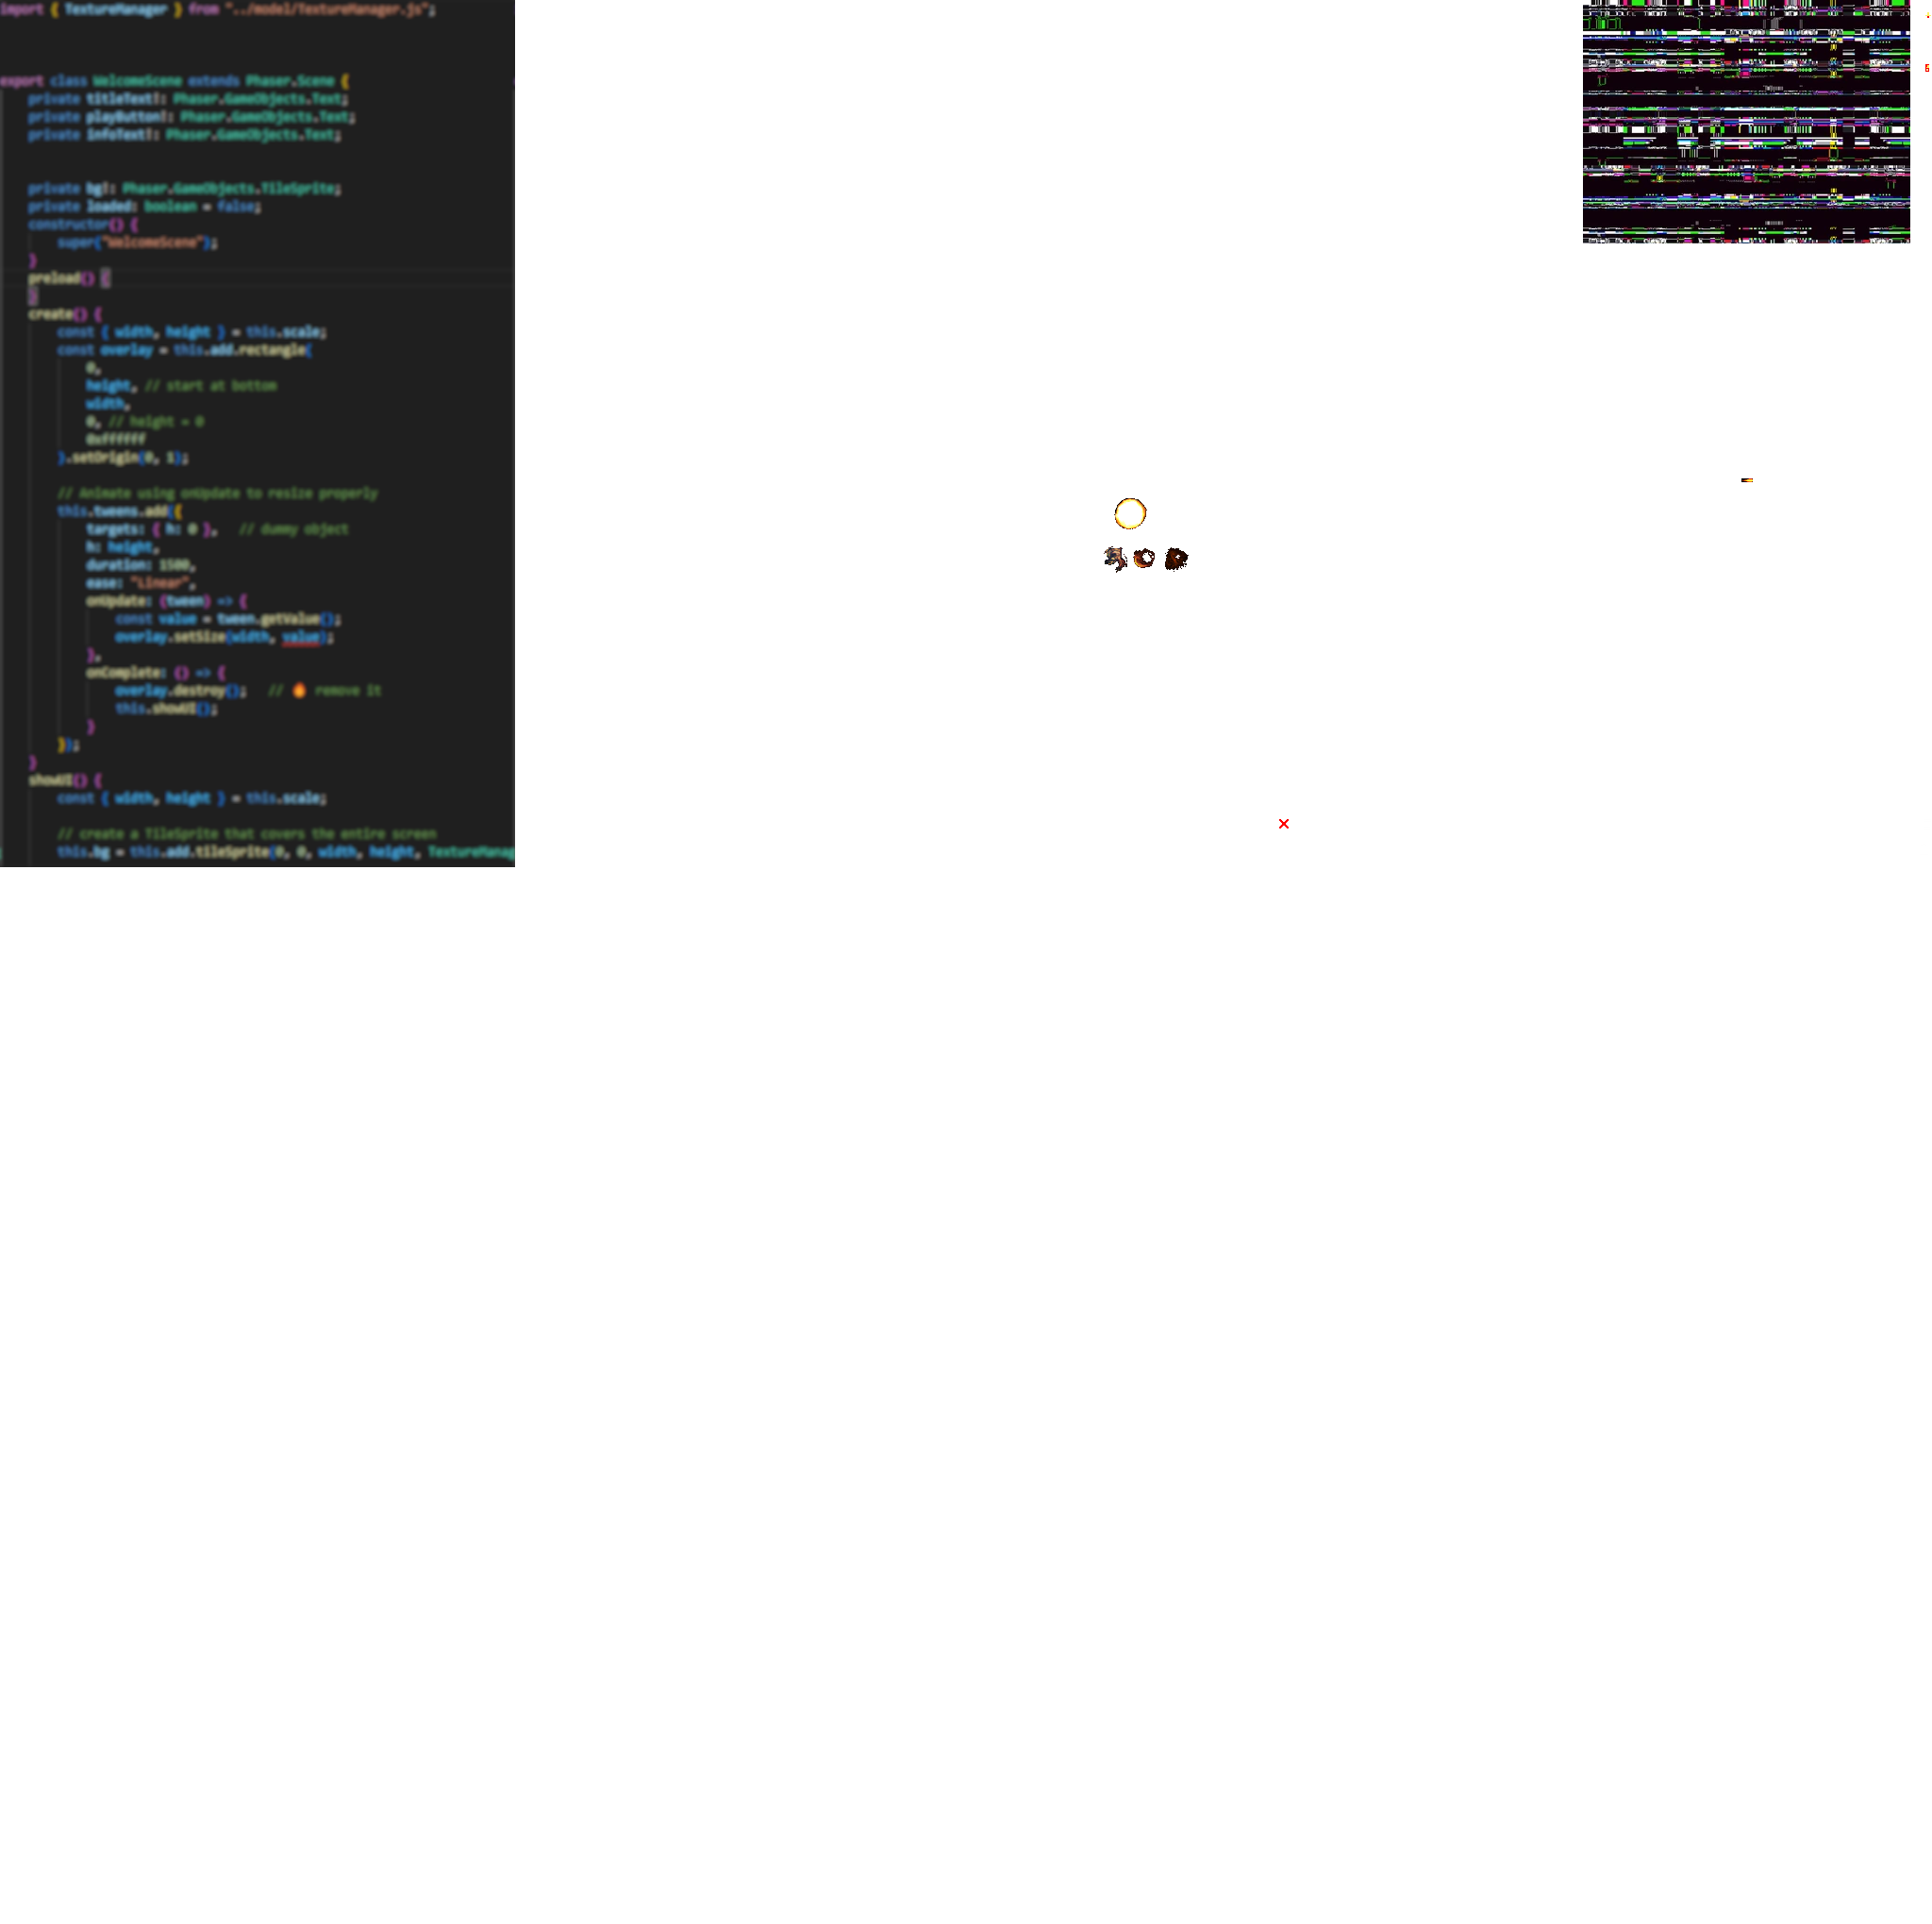 import { TextureManager } from "../model/TextureManager.js";
export class WelcomeScene extends Phaser.Scene {
private titleText!: Phaser.GameObjects.Text;
private playButton!: Phaser.GameObjects.Text;
private infoText!: Phaser.GameObjects.Text;
private bg!: Phaser.GameObjects.TileSprite;
private loaded: boolean = false;
constructor() {
super("WelcomeScene");
}
preload() {
}
create() {
const { width, height } = this.scale;
const overlay = this.add.rectangle(
0,
height, // start at bottom
width,
0, // height = 0
0xffffff
).setOrigin(0, 1);
// Animate using onUpdate to resize properly
this.tweens.add({
targets: { h: 0 },   // dummy object
h: height,
duration: 1500,
ease: "Linear",
onUpdate: (tween) => {
const value = tween.getValue();
overlay.setSize(width, value);
},
onComplete: () => {
overlay.destroy();   // 🔥 remove it
this.showUI();
}
});
}
showUI() {
const { width, height } = this.scale;
// create a TileSprite that covers the entire screen
this.bg = this.add.tileSprite(0, 0, width, height, TextureManag